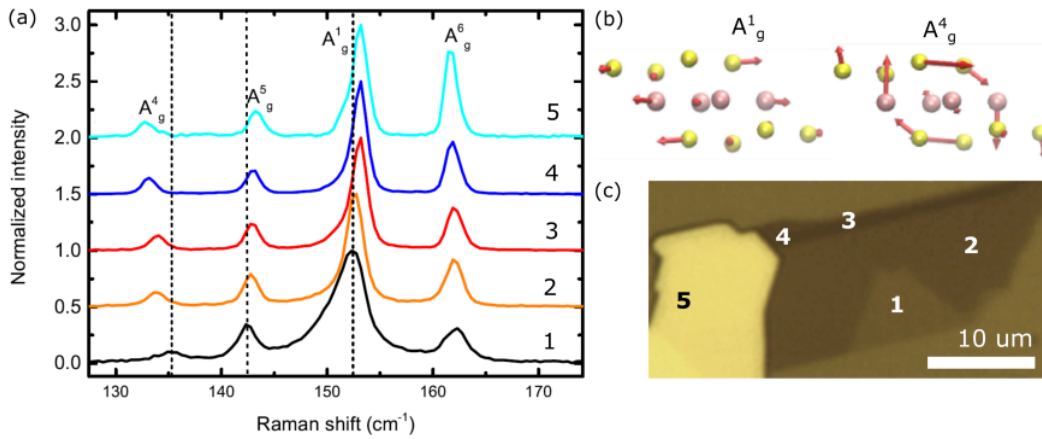 (a)
Normalized intensity
3.0
2.5
2.0
1.5
1.0
0.5
0.0
A⁴g
A⁵g
A¹g
A⁶g
5
4
3
2
1
130
140
150
160
170
Raman shift (cm⁻¹)
(b)
A¹g
A⁴g
(c)
5
4
3
2
1
10 um